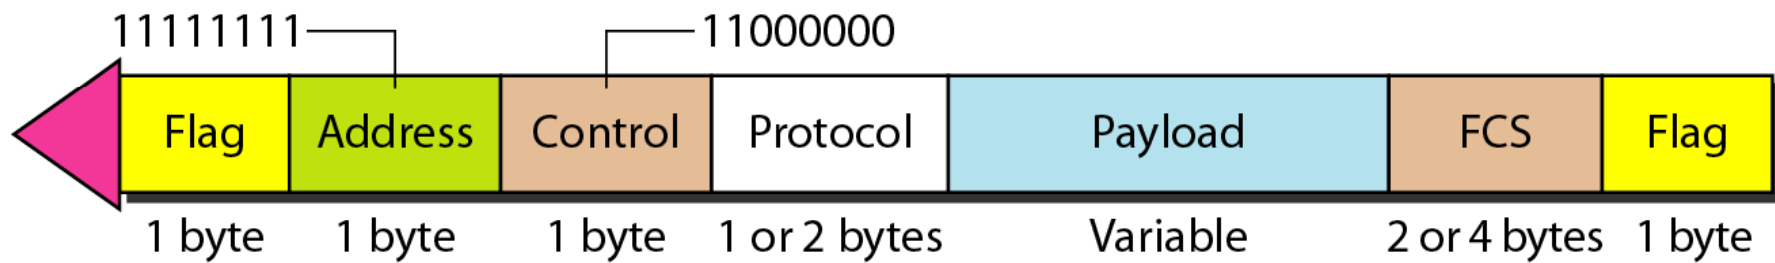 11111111 11000000
Flag Address Control Protocol Payload FCS Flag
1 byte 1 byte 1 byte 1 or 2 bytes Variable 2 or 4 bytes 1 byte